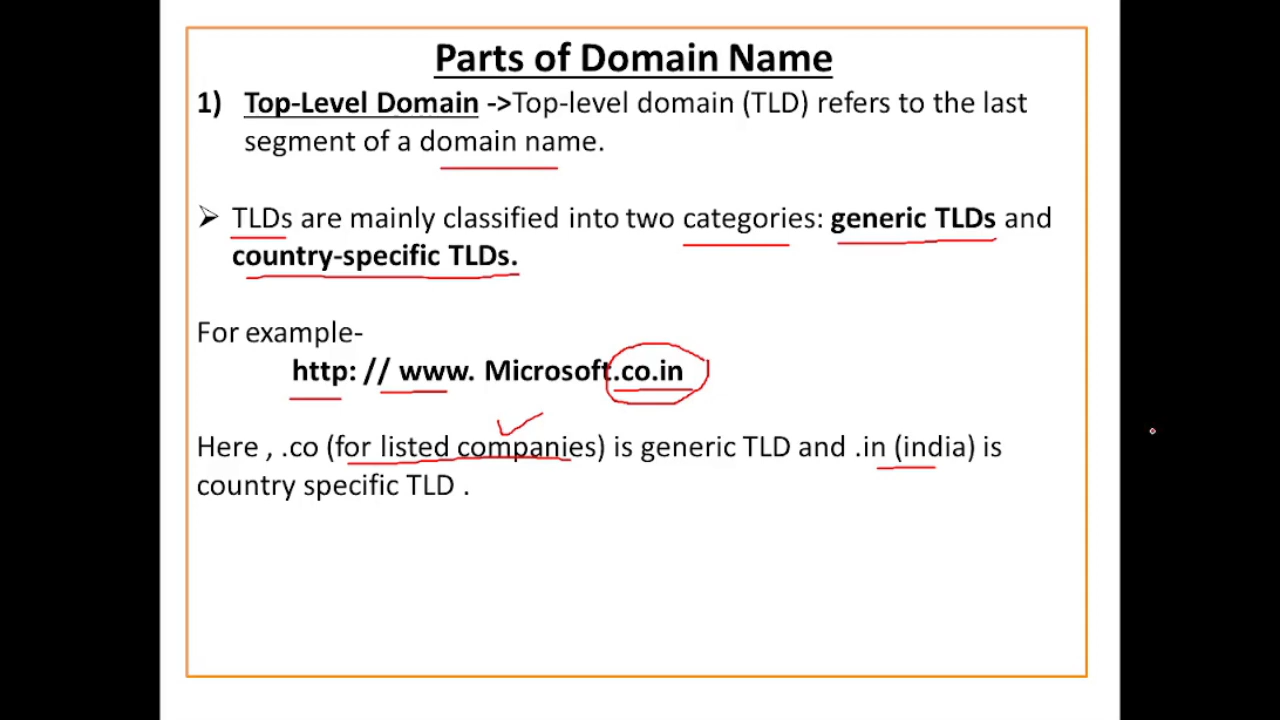 Parts of Domain Name
1) Top-Level Domain ->Top-level domain (TLD) refers to the last
segment of a domain name.
➢ TLDs are mainly classified into two categories: generic TLDs and
country-specific TLDs.
For example-
http: // www. Microsoft.co.in
Here , .co (for listed companies) is generic TLD and .in (india) is
country specific TLD .